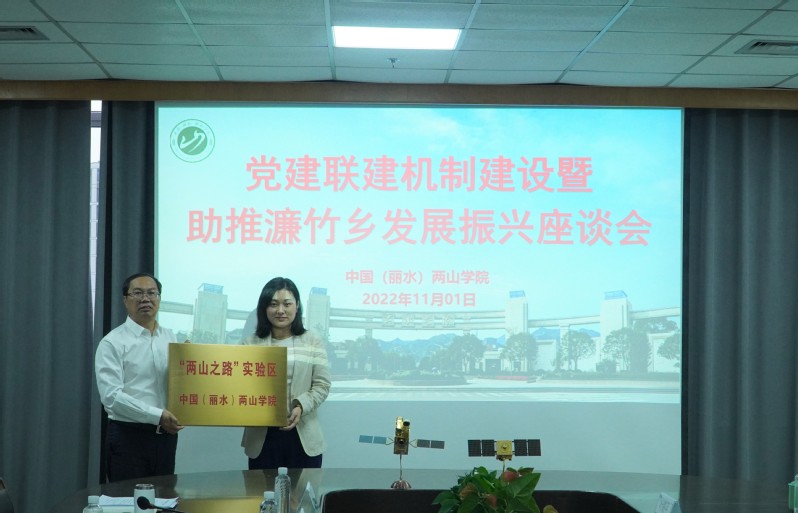 党建联建机制建设暨
助推濂竹乡发展振兴座谈会
中国（丽水）两山学院
2022年11月01日
“两山之路”实验区
中国（丽水）两山学院